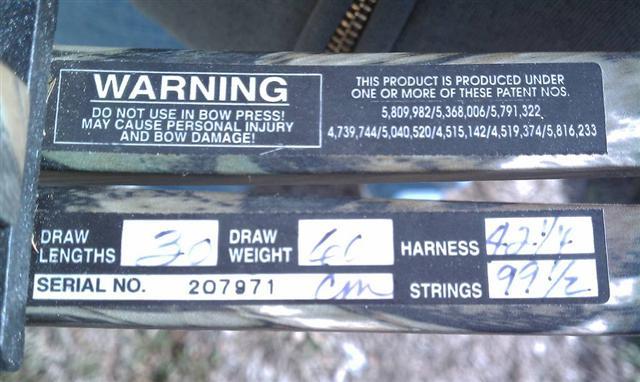 WARNING
DO NOT USE IN BOW PRESS!
MAY CAUSE PERSONAL INJURY
AND BOW DAMAGE!
THIS PRODUCT IS PRODUCED UNDER
ONE OR MORE OF THESE PATENT NOS.
5,809,982/5,368,006/5,791,322
4,739,744/5,040,520/4,515,142/4,519,374/5,816,233
DRAW LENGTHS 30 DRAW WEIGHT HARNESS 42 1/4
SERIAL NO. 207971 cm STRINGS 99 1/2